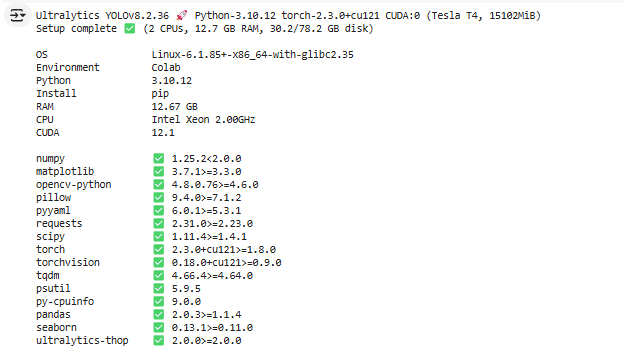 Ultralytics YOLOv8.2.36 🚀 Python-3.10.12 torch-2.3.0+cu121 CUDA:0 (Tesla T4, 15102MiB)
Setup complete ✅ (2 CPUs, 12.7 GB RAM, 30.2/78.2 GB disk)
OS Linux-6.1.85+-x86_64-with-glibc2.35
Environment Colab
Python 3.10.12
Install pip
RAM 12.67 GB
CPU Intel Xeon 2.00GHz
CUDA 12.1
numpy ✅ 1.25.2<2.0.0
matplotlib ✅ 3.7.1>=3.3.0
opencv-python ✅ 4.8.0.76>=4.6.0
pillow ✅ 9.4.0>=7.1.2
pyyaml ✅ 6.0.1>=5.3.1
requests ✅ 2.31.0>=2.23.0
scipy ✅ 1.11.4>=1.4.1
torch ✅ 2.3.0+cu121>=1.8.0
torchvision ✅ 0.18.0+cu121>=0.9.0
tqdm ✅ 4.66.4>=4.64.0
psutil ✅ 5.9.5
py-cpuinfo ✅ 9.0.0
pandas ✅ 2.0.3>=1.1.4
seaborn ✅ 0.13.1>=0.11.0
ultralytics-thop ✅ 2.0.0>=2.0.0